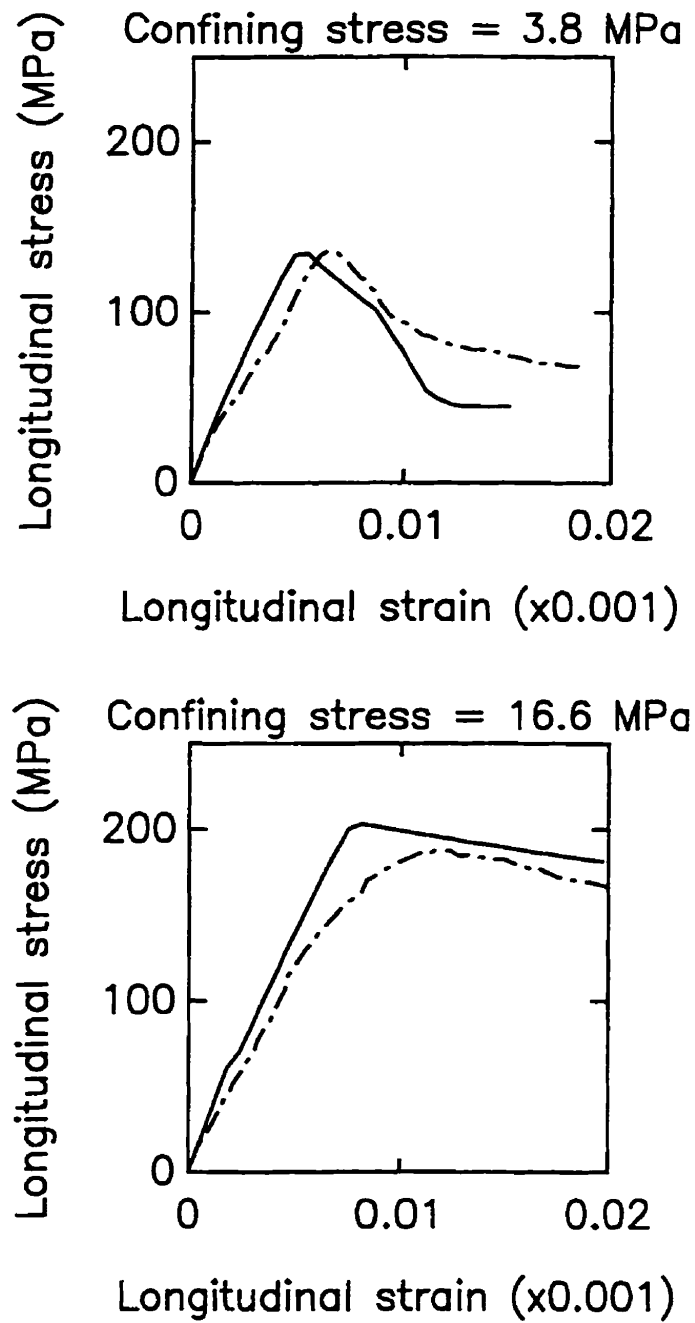 Confining stress = 3.8 MPa
Longitudinal stress (MPa)
200
100
0
0 0.01 0.02
Longitudinal strain (x0.001)
Confining stress = 16.6 MPa
Longitudinal stress (MPa)
200
100
0
0 0.01 0.02
Longitudinal strain (x0.001)